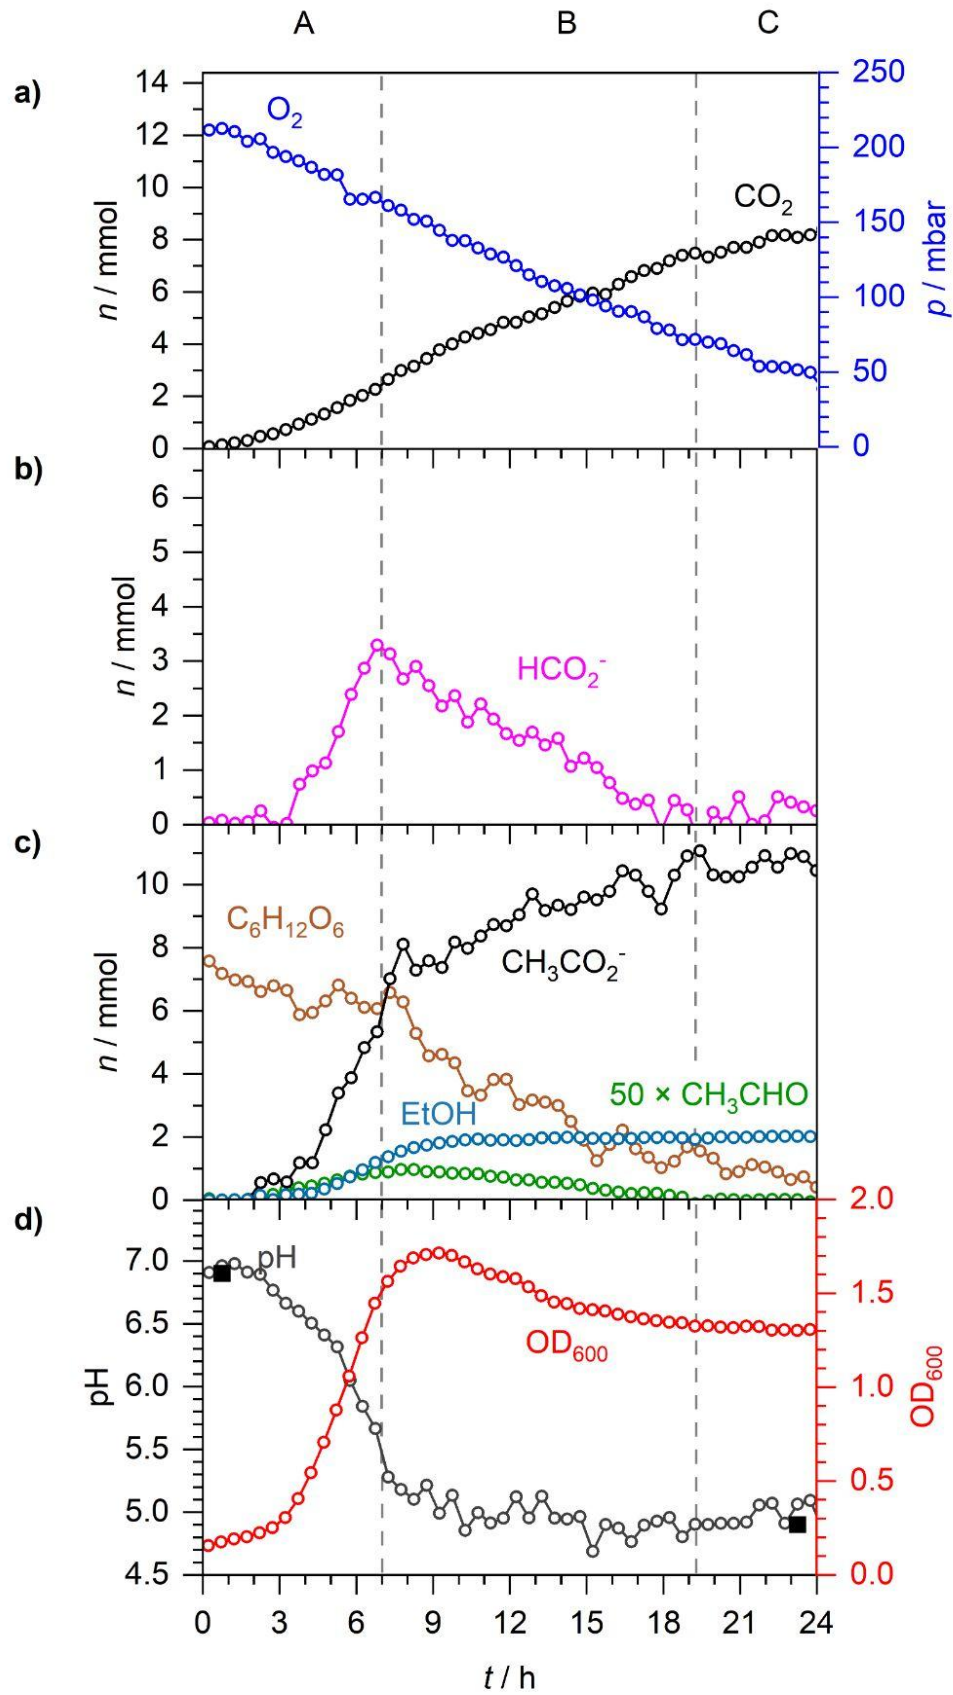 A B C
a)
14
12
10
8
6
4
2
0
n / mmol
O₂
CO₂
250
200
150
100
50
0
p / mbar
b)
6
5
4
3
2
1
0
n / mmol
HCO₂⁻
c)
10
8
6
4
2
0
n / mmol
C₆H₁₂O₆
CH₃CO₂⁻
50 × CH₃CHO
EtOH
d)
7.0
6.5
6.0
5.5
5.0
4.5
pH
pH
OD₆₀₀
2.0
1.5
1.0
0.5
0.0
OD₆₀₀
0 3 6 9 12 15 18 21 24
t / h